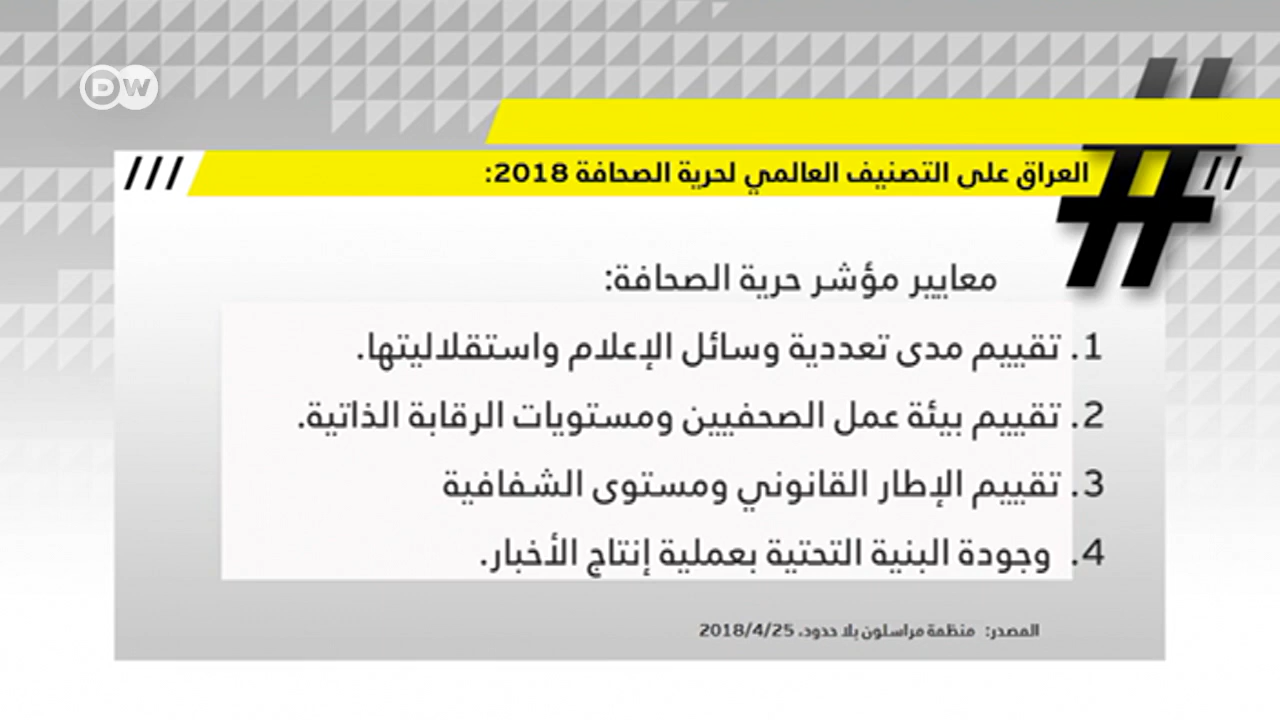 DW
العراق على التصنيف العالمي لحرية الصحافة 2018:
معايير مؤشر حرية الصحافة:
1. تقييم مدى تعددية وسائل الإعلام واستقلاليتها.
2. تقييم بيئة عمل الصحفيين ومستويات الرقابة الذاتية.
3. تقييم الإطار القانوني ومستوى الشفافية
4. وجودة البنية التحتية بعملية إنتاج الأخبار.
المصدر: منظمة مراسلون بلا حدود، 2018/4/25